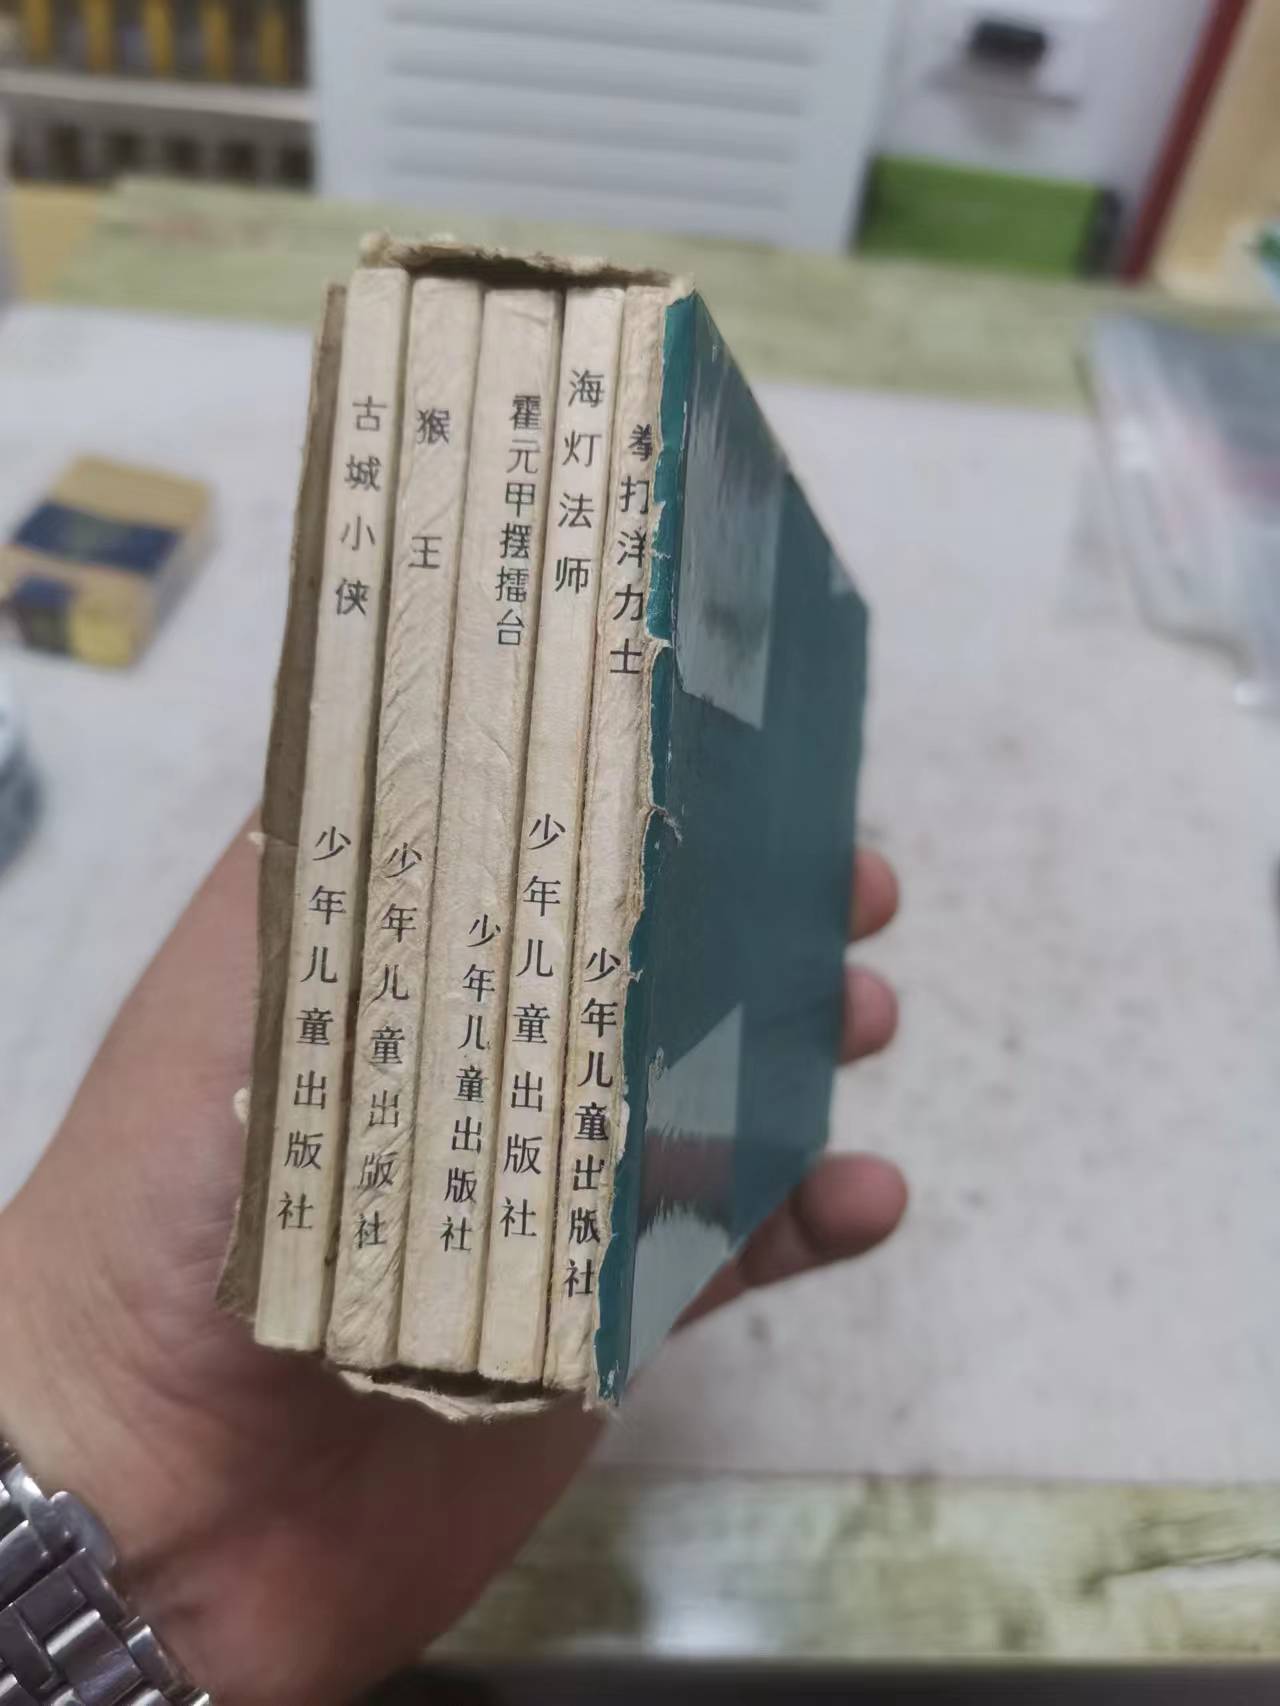 古城小侠
少年儿童出版社
猴王
少年儿童出版社
霍元甲摆擂台
少年儿童出版社
海灯法师
少年儿童出版社
拳打洋力士
少年儿童出版社